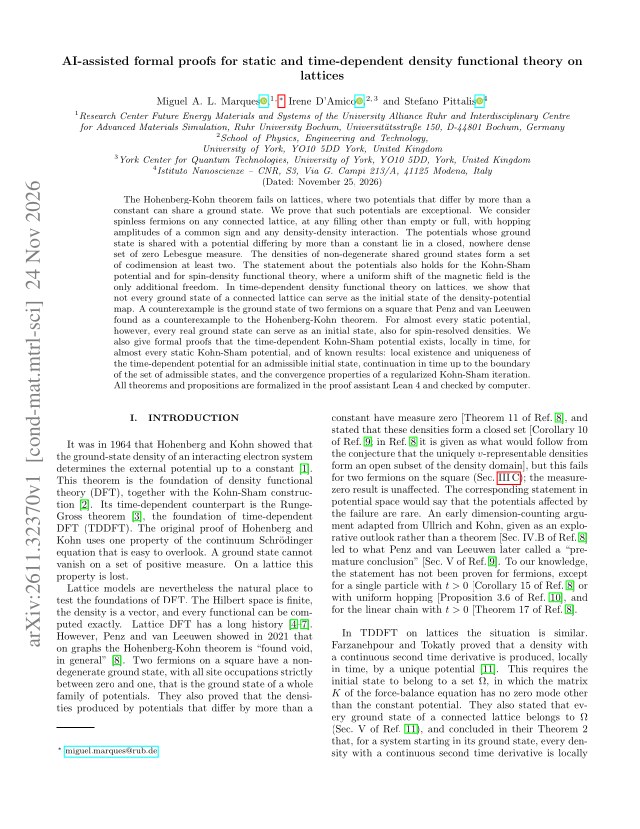 AI-assisted formal proofs for static and time-dependent density functional theory on
lattices
Miguel A. L. Marques 1, * Irene D'Amico 2, 3 and Stefano Pittalis 4
1 Research Center Future Energy Materials and Systems of the University Alliance Ruhr and Interdisciplinary Centre
for Advanced Materials Simulation, Ruhr University Bochum, Universitätsstraße 150, D-44801 Bochum, Germany
2 School of Physics, Engineering and Technology,
University of York, YO10 5DD York, United Kingdom
3 York Center for Quantum Technologies, University of York, YO10 5DD, York, United Kingdom
4 Istituto Nanoscienze – CNR, S3, Via G. Campi 213/A, 41125 Modena, Italy
(Dated: November 25, 2026)
The Hohenberg-Kohn theorem fails on lattices, where two potentials that differ by more than a
constant can share a ground state. We prove that such potentials are exceptional. We consider
spinless fermions on any connected lattice, at any filling other than empty or full, with hopping
amplitudes of a common sign and any density-density interaction. The potentials whose ground
state is shared with a potential differing by more than a constant lie in a closed, nowhere dense
set of zero Lebesgue measure. The densities of non-degenerate shared ground states form a set
of codimension at least two. The statement about the potentials also holds for the Kohn-Sham
potential and for spin-density functional theory, where a uniform shift of the magnetic field is
the only additional freedom. In time-dependent density functional theory on lattices, we show that
not every ground state of a connected lattice can serve as the initial state of the density-potential
map. A counterexample is the ground state of two fermions on a square that Penz and van Leeuwen
found as a counterexample to the Hohenberg-Kohn theorem. For almost every static potential,
however, every real ground state can serve as an initial state, also for spin-resolved densities. We
also give formal proofs that the time-dependent Kohn-Sham potential exists, locally in time, for
almost every static Kohn-Sham potential, and of known results: local existence and uniqueness of
the time-dependent potential for an admissible initial state, continuation in time up to the boundary
of the set of admissible states, and the convergence properties of a regularized Kohn-Sham iteration.
All theorems and propositions are formalized in the proof assistant Lean 4 and checked by computer.
I. INTRODUCTION
It was in 1964 that Hohenberg and Kohn showed that
the ground-state density of an interacting electron system
determines the external potential up to a constant [1].
This theorem is the foundation of density functional
theory (DFT), together with the Kohn-Sham construc-
tion [2]. Its time-dependent counterpart is the Runge-
Gross theorem [3], the foundation of time-dependent
DFT (TDDFT). The original proof of Hohenberg and
Kohn uses one property of the continuum Schrödinger
equation that is easy to overlook. A ground state cannot
vanish on a set of positive measure. On a lattice this
property is lost.
Lattice models are nevertheless the natural place to
test the foundations of DFT. The Hilbert space is finite,
the density is a vector, and every functional can be com-
puted exactly. Lattice DFT has a long history [4–7].
However, Penz and van Leeuwen showed in 2021 that
on graphs the Hohenberg-Kohn theorem is "found void,
in general" [8]. Two fermions on a square have a non-
degenerate ground state, with all site occupations strictly
between zero and one, that is the ground state of a whole
family of potentials. They also proved that the densi-
ties produced by potentials that differ by more than a
* miguel.marques@rub.de
constant have measure zero [Theorem 11 of Ref. 8], and
stated that these densities form a closed set [Corollary 10
of Ref. 9] in Ref. 8 it is given as what would follow from
the conjecture that the uniquely v-representable densities
form an open subset of the density domain], but this fails
for two fermions on the square (Sec. III C); the measure-
zero result is unaffected. The corresponding statement in
potential space would say that the potentials affected by
the failure are rare. An early dimension-counting argu-
ment adapted from Ullrich and Kohn, given as an explo-
rative outlook rather than a theorem [Sec. IV.B of Ref. 8]
led to what Penz and van Leeuwen later called a "pre-
mature conclusion" [Sec. V of Ref. 9]. To our knowledge,
the statement has not been proven for fermions, except
for a single particle with t > 0 [Corollary 15 of Ref. 8] or
with uniform hopping [Proposition 3.6 of Ref. 10], and
for the linear chain with t > 0 [Theorem 17 of Ref. 8].
In TDDFT on lattices the situation is similar.
Farzanehpour and Tokatly proved that a density with
a continuous second time derivative is produced, locally
in time, by a unique potential [11]. This requires the
initial state to belong to a set Ω, in which the matrix
K of the force-balance equation has no zero mode other
than the constant potential. They also stated that ev-
ery ground state of a connected lattice belongs to Ω
(Sec. V of Ref. 11), and concluded in their Theorem 2
that, for a system starting in its ground state, every den-
sity with a continuous second time derivative is locally
arXiv:2611.32370v1 [cond-mat.mtrl-sci] 24 Nov 2026